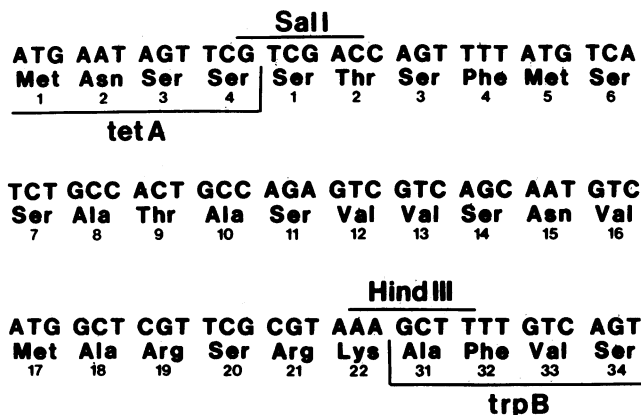 SalI
ATG AAT AGT TCG TCG ACC AGT TTT ATG TCA
Met Asn Ser Ser Ser Thr Ser Phe Met Ser
1 2 3 4 1 2 3 4 5 6
tetA
TCT GCC ACT GCC AGA GTC GTC AGC AAT GTC
Ser Ala Thr Ala Ser Val Val Ser Asn Val
7 8 9 10 11 12 13 14 15 16
HindIII
ATG GCT CGT TCG CGT AAA GCT TTT GTC AGT
Met Ala Arg Ser Arg Lys Ala Phe Val Ser
17 18 19 20 21 22 31 32 33 34
trpB